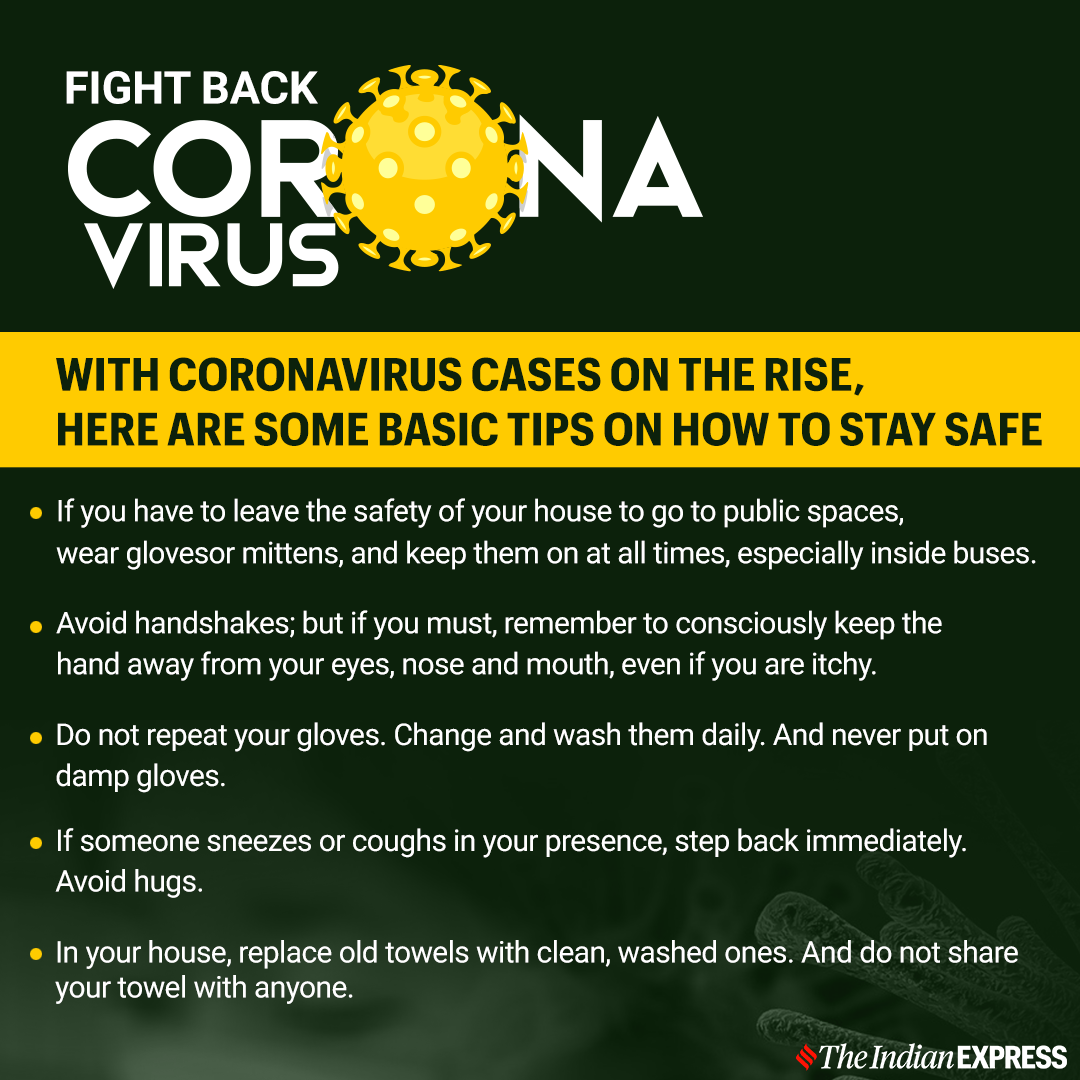 FIGHT BACK
CORONA
VIRUS
WITH CORONAVIRUS CASES ON THE RISE,
HERE ARE SOME BASIC TIPS ON HOW TO STAY SAFE
• If you have to leave the safety of your house to go to public spaces,
wear glovesor mittens, and keep them on at all times, especially inside buses.
• Avoid handshakes; but if you must, remember to consciously keep the
hand away from your eyes, nose and mouth, even if you are itchy.
• Do not repeat your gloves. Change and wash them daily. And never put on
damp gloves.
• If someone sneezes or coughs in your presence, step back immediately.
Avoid hugs.
• In your house, replace old towels with clean, washed ones. And do not share
your towel with anyone.
The Indian EXPRESS